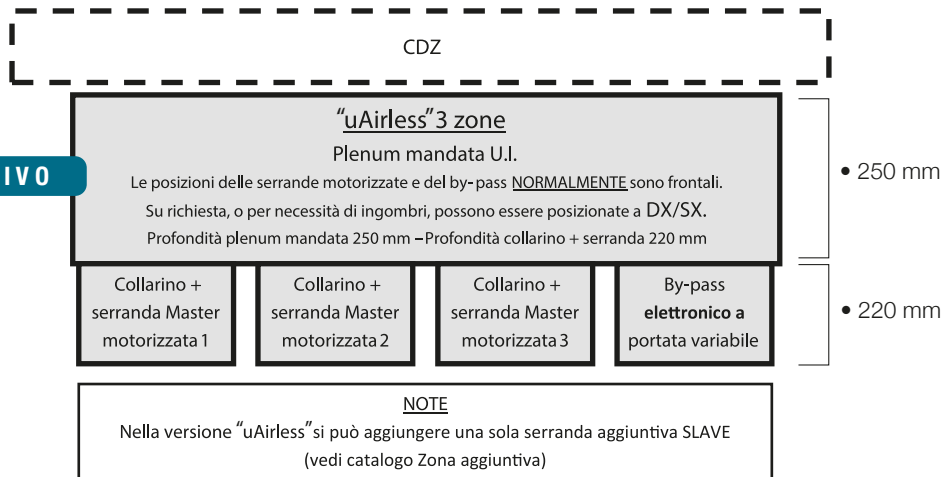 CDZ
"uAirless" 3 zone
Plenum mandata U.I.
IVO
Le posizioni delle serrande motorizzate e del by-pass NORMALMENTE sono frontali.
Su richiesta, o per necessità di ingombri, possono essere posizionate a DX/SX.
Profondità plenum mandata 250 mm – Profondità collarino + serranda 220 mm
• 250 mm
Collarino +
serranda Master
motorizzata 1
Collarino +
serranda Master
motorizzata 2
Collarino +
serranda Master
motorizzata 3
By-pass
elettronico a
portata variabile
• 220 mm
NOTE
Nella versione "uAirless" si può aggiungere una sola serranda aggiuntiva SLAVE
(vedi catalogo Zona aggiuntiva)